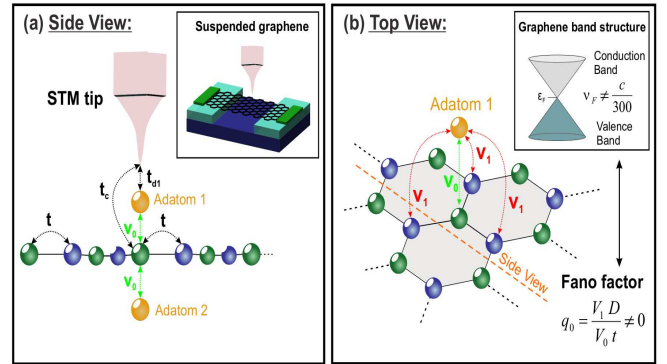 (a) Side View:
Suspended graphene
STM tip
t_c
t_d1
Adatom 1
t
V_0
t
V_0
Adatom 2
(b) Top View:
Graphene band structure
Conduction
Band
ε_F
ν_F ≠ c/300
Valence
Band
Adatom 1
V_1
V_0
V_1
V_1
Side View
Fano factor
q_0 = V_1 D / V_0 t ≠ 0